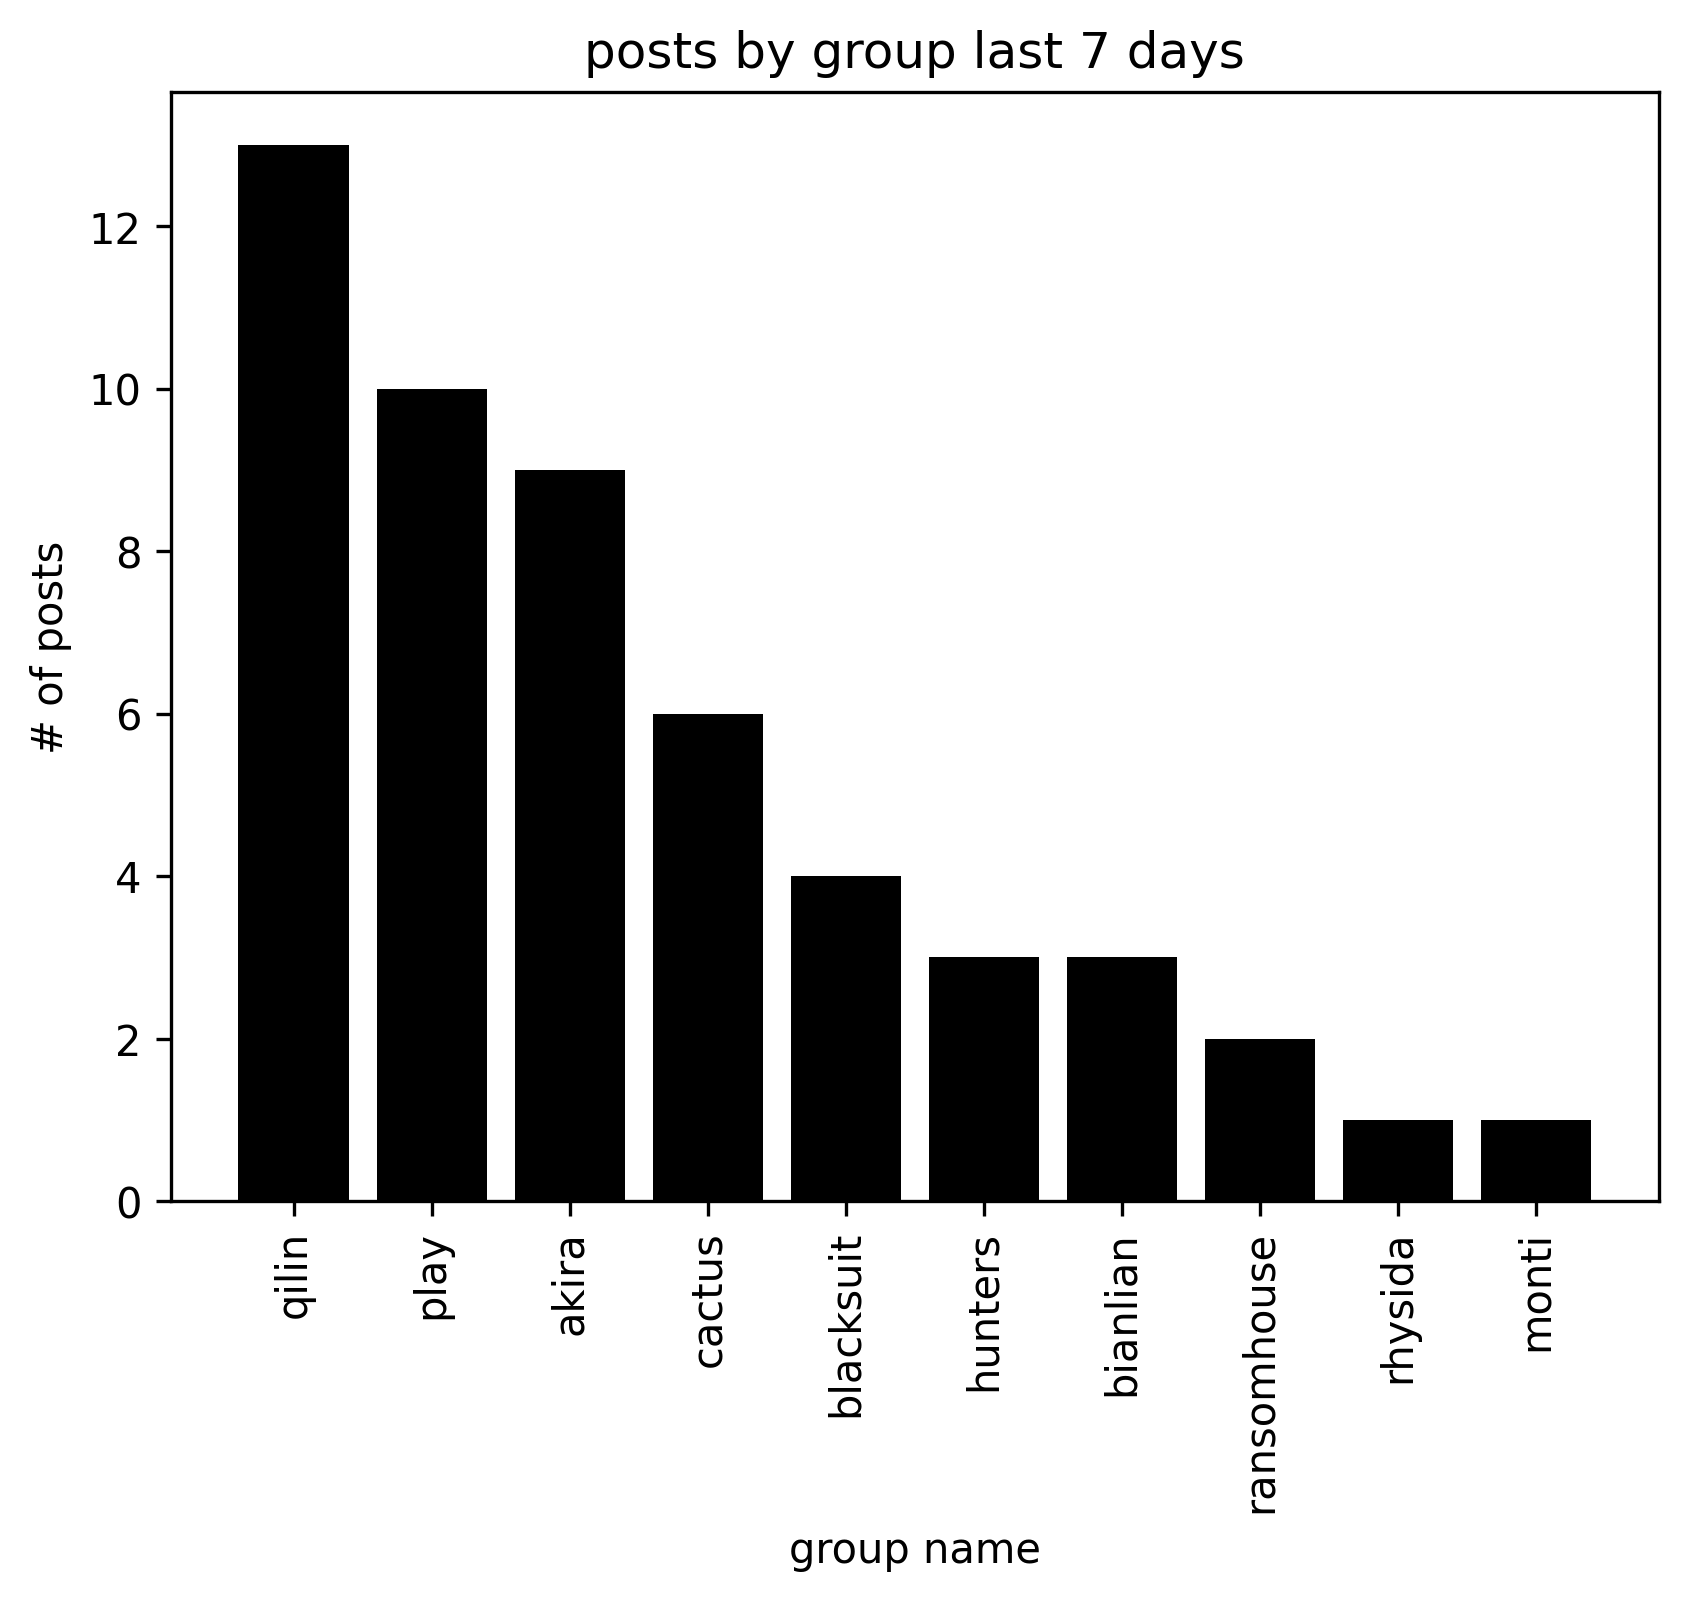 posts by group last 7 days
12
10
8
6
4
2
0
# of posts
qilin
play
akira
cactus
blacksuit
hunters
bianlian
ransomhouse
rhysida
monti
group name